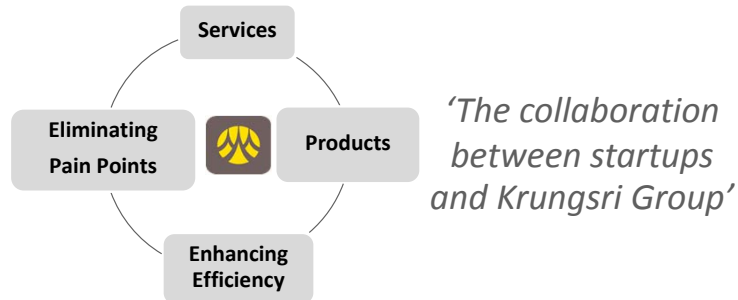 Services
Eliminating
Pain Points
Products
Enhancing
Efficiency
‘The collaboration
between startups
and Krungsri Group’